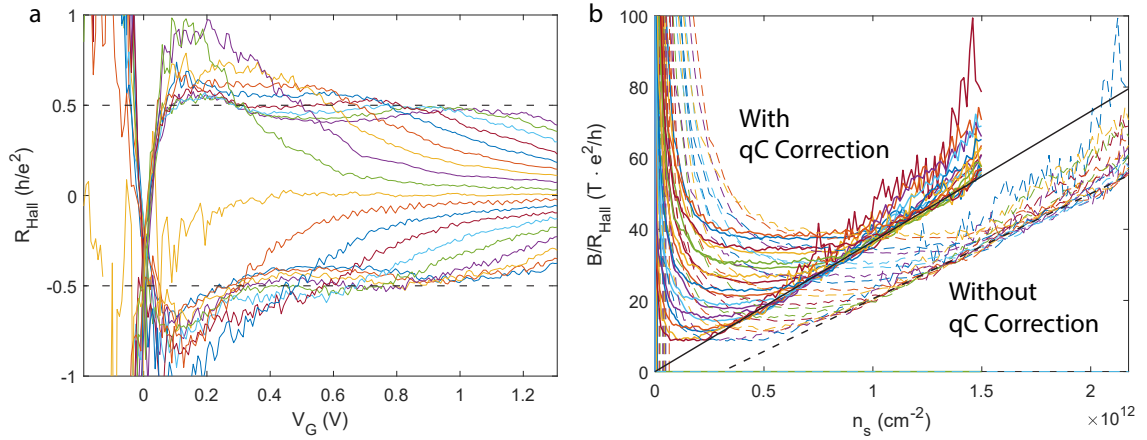 a
R_Hall (h/e²)
1
0.5
0
-0.5
-1
0
0.2
0.4
0.6
0.8
1
1.2
V_G (V)
b
B/R_Hall (T · e²/h)
100
80
60
40
20
0
With
qC Correction
Without
qC Correction
0
0.5
1.0
1.5
2
× 10¹²
n_s (cm⁻²)